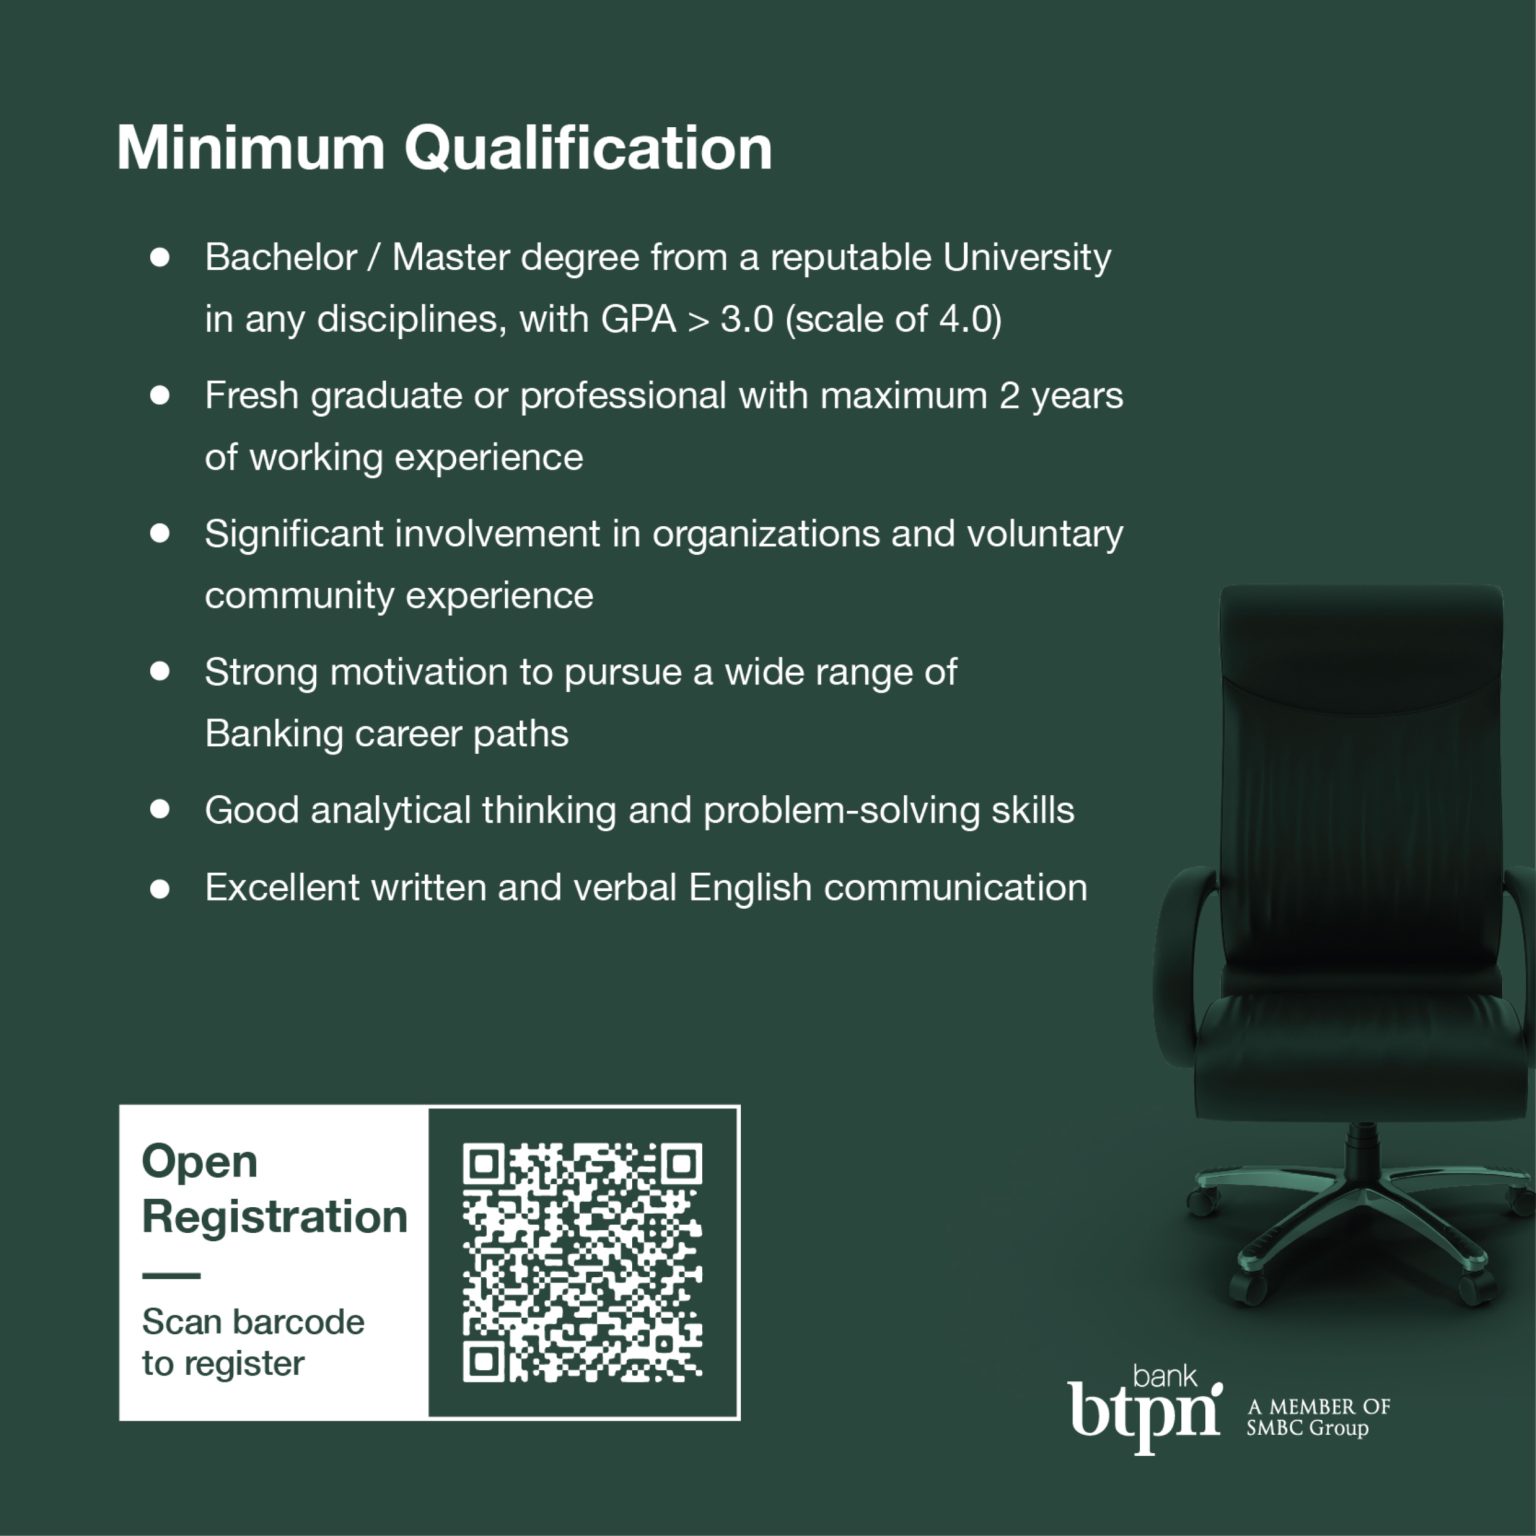 Minimum Qualification
● Bachelor / Master degree from a reputable University
in any disciplines, with GPA > 3.0 (scale of 4.0)
● Fresh graduate or professional with maximum 2 years
of working experience
● Significant involvement in organizations and voluntary
community experience
● Strong motivation to pursue a wide range of
Banking career paths
● Good analytical thinking and problem-solving skills
● Excellent written and verbal English communication
Open
Registration
Scan barcode
to register
bank
btpn
A MEMBER OF
SMBC Group